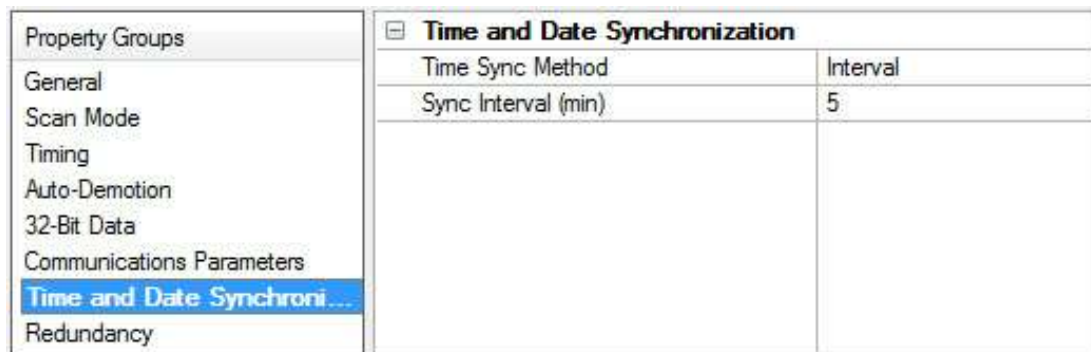 Property Groups
General
Scan Mode
Timing
Auto-Demotion
32-Bit Data
Communications Parameters
Time and Date Synchroni...
Redundancy
Time and Date Synchronization
Time Sync Method Interval
Sync Interval (min) 5